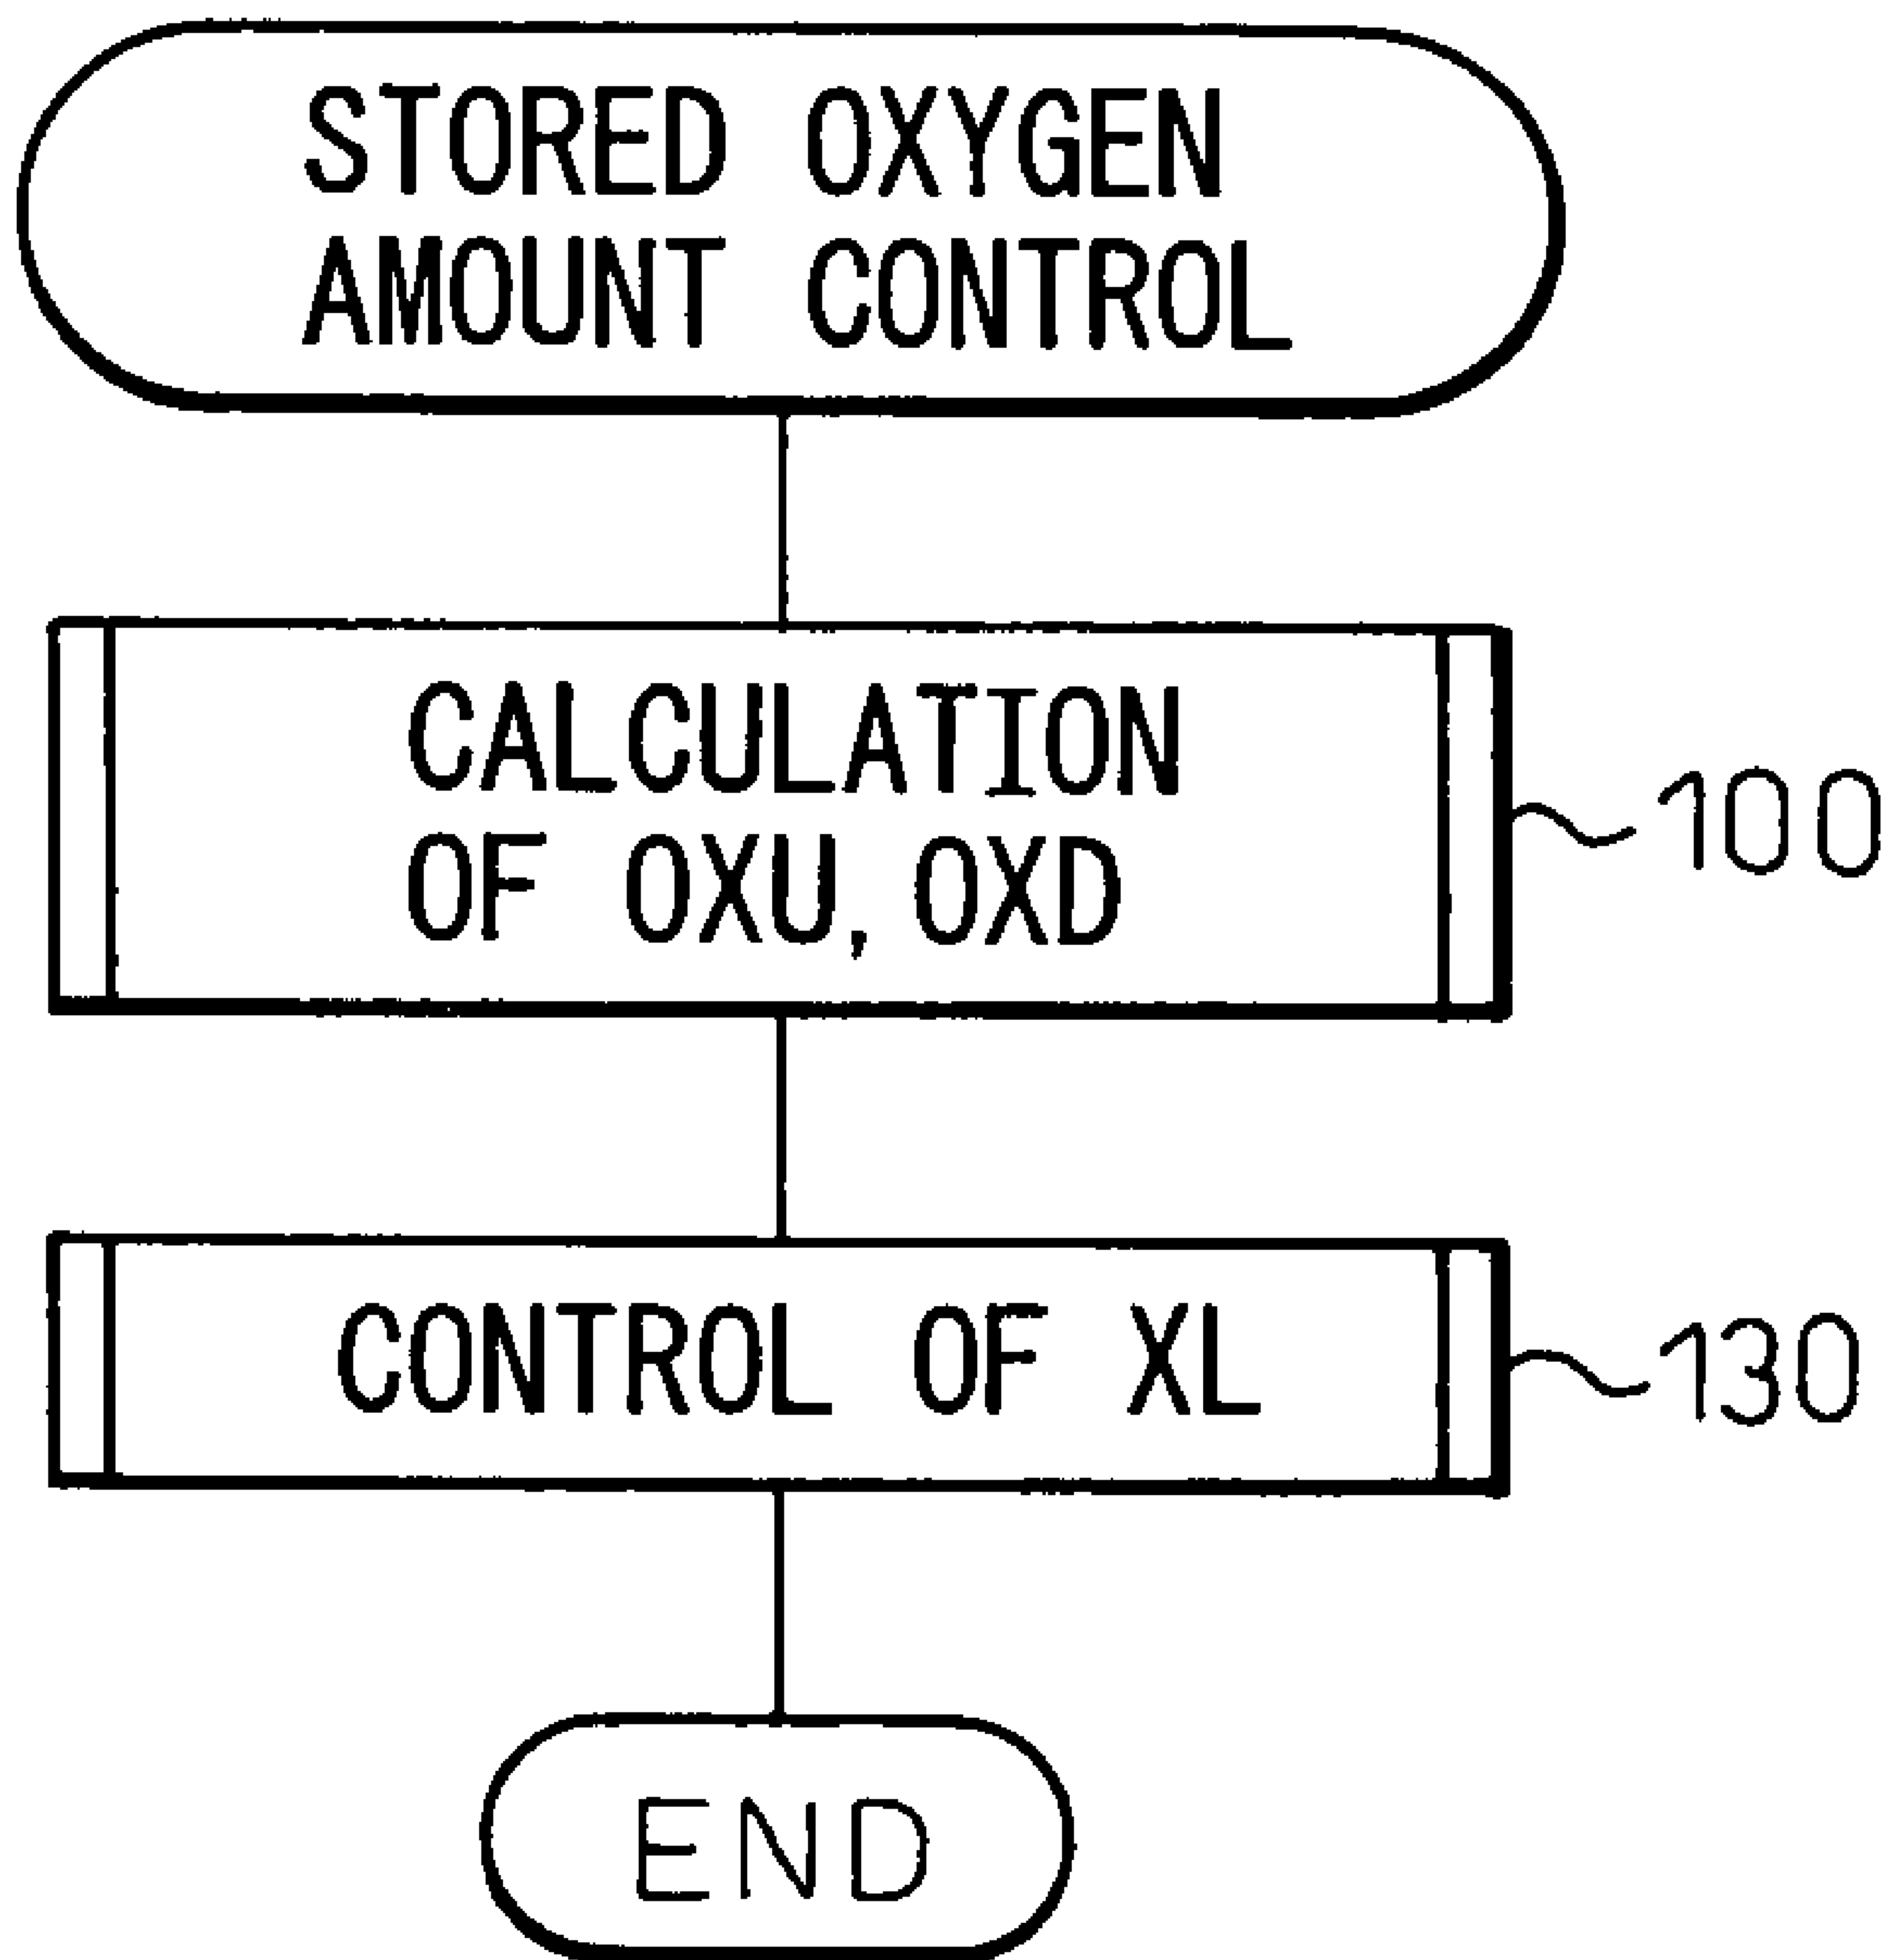 STORED OXYGEN
AMOUNT CONTROL
CALCULATION
OF OXU, OXD
100
CONTROL OF XL
130
END